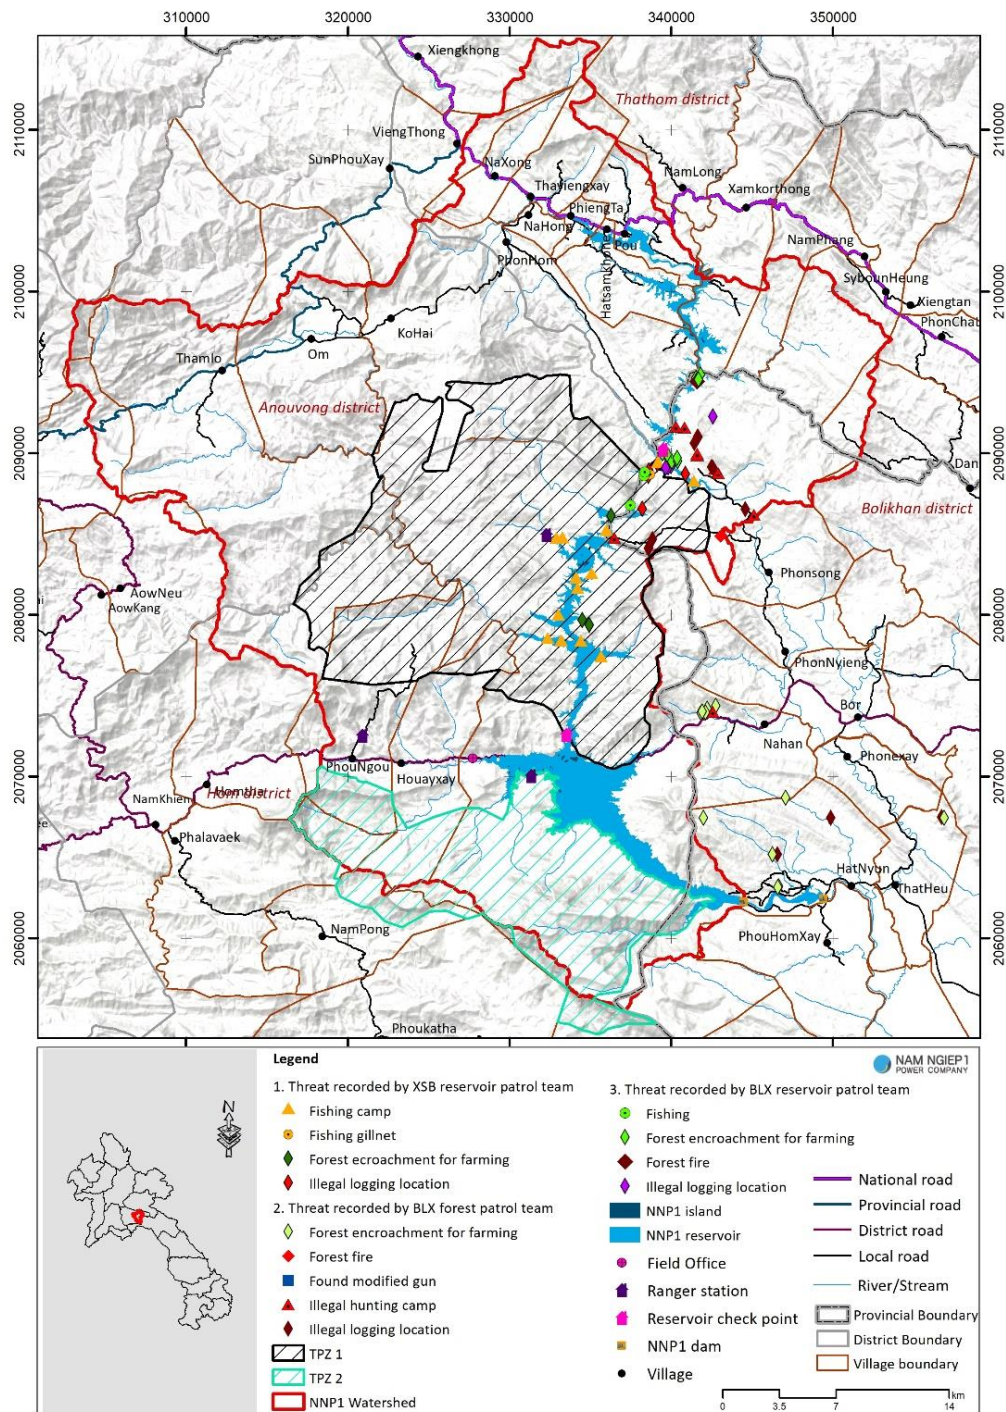 310000
320000
330000
340000
350000
Xiengkhong
Thathom district
2110000
2110000
ViengThong
SunPhouXay
NaXong
NamLong
Thaviengxay
Xamkorthong
PhiengTa
NaHong
Pou
NamPhang
PhonHom
Hatsamkhone
SybounHeung
2100000
2100000
Xiengtan
KoHai
PhonChat
Om
Thamlo
Anouvong district
2090000
2090000
Dan
Bolikhan district
Phonsong
AowNeu
AowKang
2080000
2080000
PhonNyieng
Bor
Nahan
Phonexay
PhouNgou
Houayxay
2070000
2070000
Homtha
Hom district
NamKhien
Phalavaek
HatNyun
ThatHeu
NamPong
PhouHomXay
2060000
2060000
Phoukatha
Legend
NAM NGIEP1
POWER COMPANY
1. Threat recorded by XSB reservoir patrol team
Fishing camp
Fishing gillnet
Forest ecroachment for farming
Illegal logging location
2. Threat recorded by BLX forest patrol team
Forest encroachment for farming
Forest fire
Found modified gun
Illegal hunting camp
Illegal logging location
TPZ 1
TPZ 2
NNP1 Watershed
3. Threat recorded by BLX reservoir patrol team
Fishing
Forest encroachment for farming
Forest fire
Illegal logging location
NNP1 island
NNP1 reservoir
Field Office
Ranger station
Reservoir check point
NNP1 dam
Village
National road
Provincial road
District road
Local road
River/Stream
Provincial Boundary
District Boundary
Village boundary
N
km
0 3.5 7 14